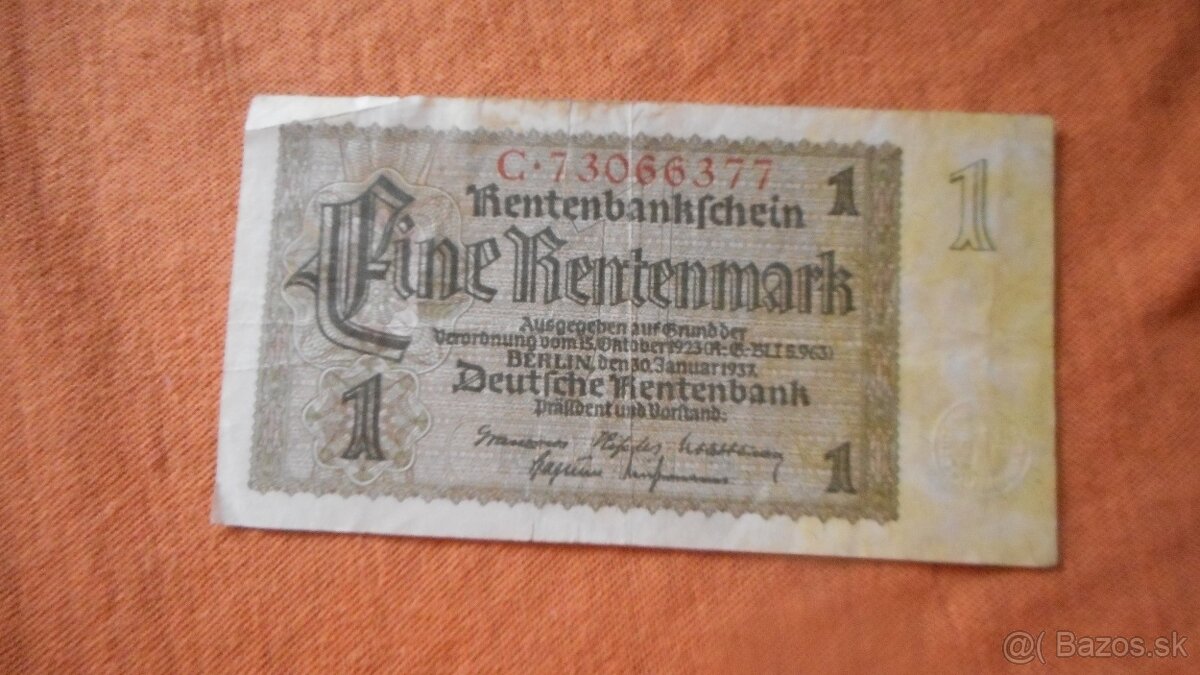 C·73066377
Rentenbankschein
1
1
Eine Rentenmark
Ausgegeben auf Grund der
Verordnung vom 15. Oktober 1923 (R.-G.-Bl. I S. 963)
BERLIN, den 30. Januar 1937.
Deutsche Rentenbank
Präsident und Vorstand:
1
1
@( Bazos.sk